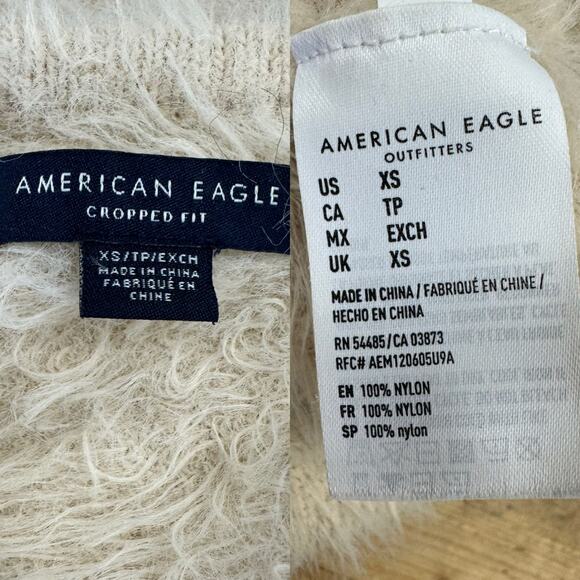 AMERICAN EAGLE
CROPPED FIT
XS/TP/EXCH
MADE IN CHINA
FABRIQUÉ EN
CHINE
AMERICAN EAGLE
OUTFITTERS
US XS
CA TP
MX EXCH
UK XS
MADE IN CHINA / FABRIQUÉ EN CHINE /
HECHO EN CHINA
RN 54485/CA 03873
RFC# AEM120605U9A
EN 100% NYLON
FR 100% NYLON
SP 100% nylon